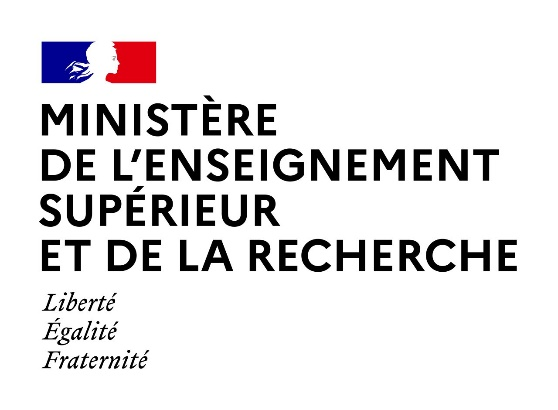 MINISTÈRE
DE L'ENSEIGNEMENT
SUPÉRIEUR
ET DE LA RECHERCHE
Liberté
Égalité
Fraternité